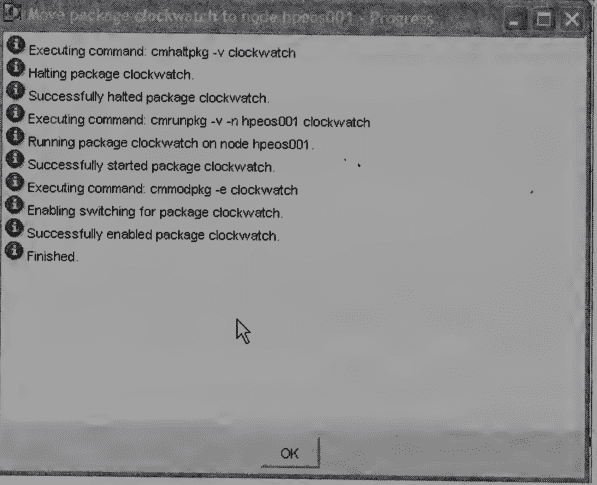 Move package clockwatch to node hpeos001 - Progress
Executing command: cmhaltpkg -v clockwatch
Halting package clockwatch.
Successfully halted package clockwatch.
Executing command: cmrunpkg -v -n hpeos001 clockwatch
Running package clockwatch on node hpeos001.
Successfully started package clockwatch.
Executing command: cmmodpkg -e clockwatch
Enabling switching for package clockwatch.
Successfully enabled package clockwatch.
Finished.
OK